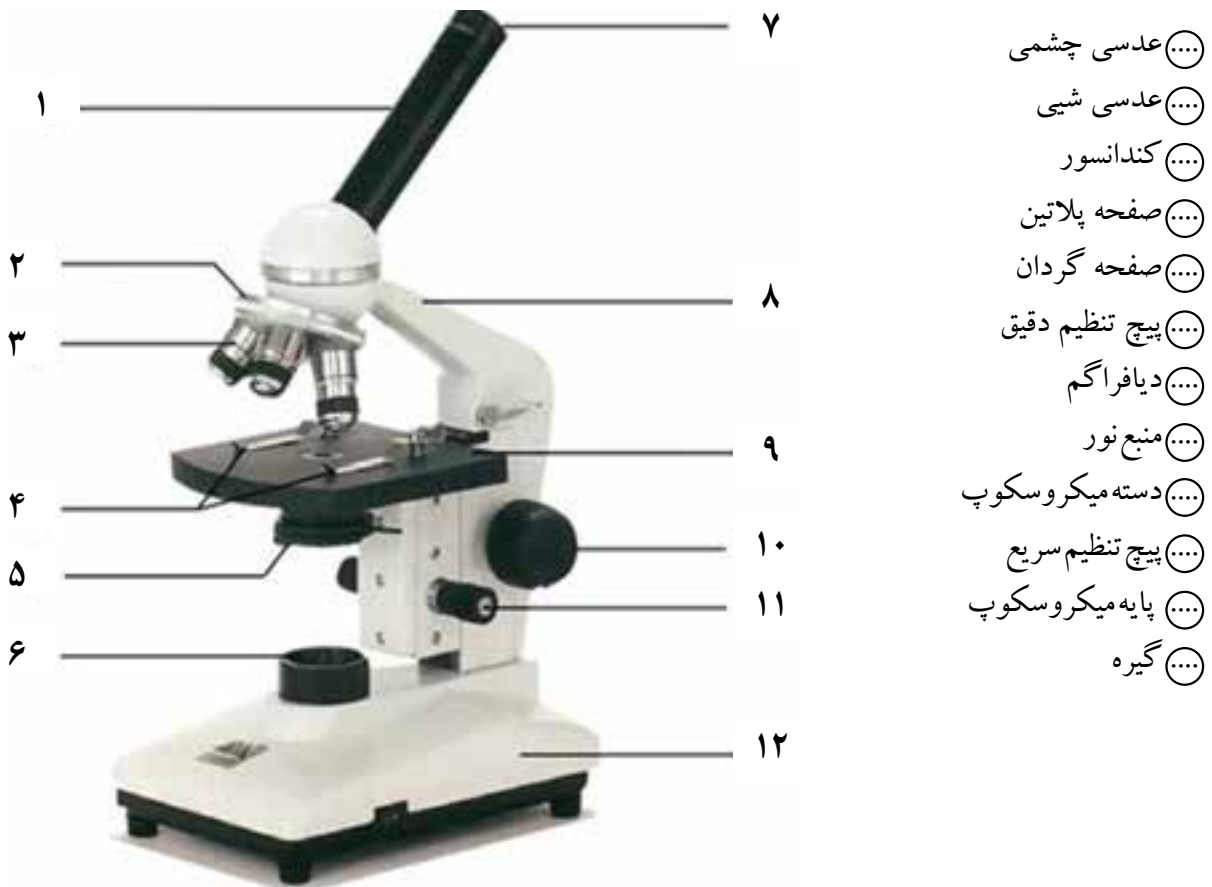 ....عدسی چشمی
....عدسی شیی
....کندانسور
....صفحه پلاتین
....صفحه گردان
....پیچ تنظیم دقیق
....دیافراگم
....منبع نور
....دسته میکروسکوپ
....پیچ تنظیم سریع
.... پایه میکروسکوپ
....گیره
۷
۱
۲
۸
۳
۹
۴
۱۰
۵
۱۱
۶
۱۲